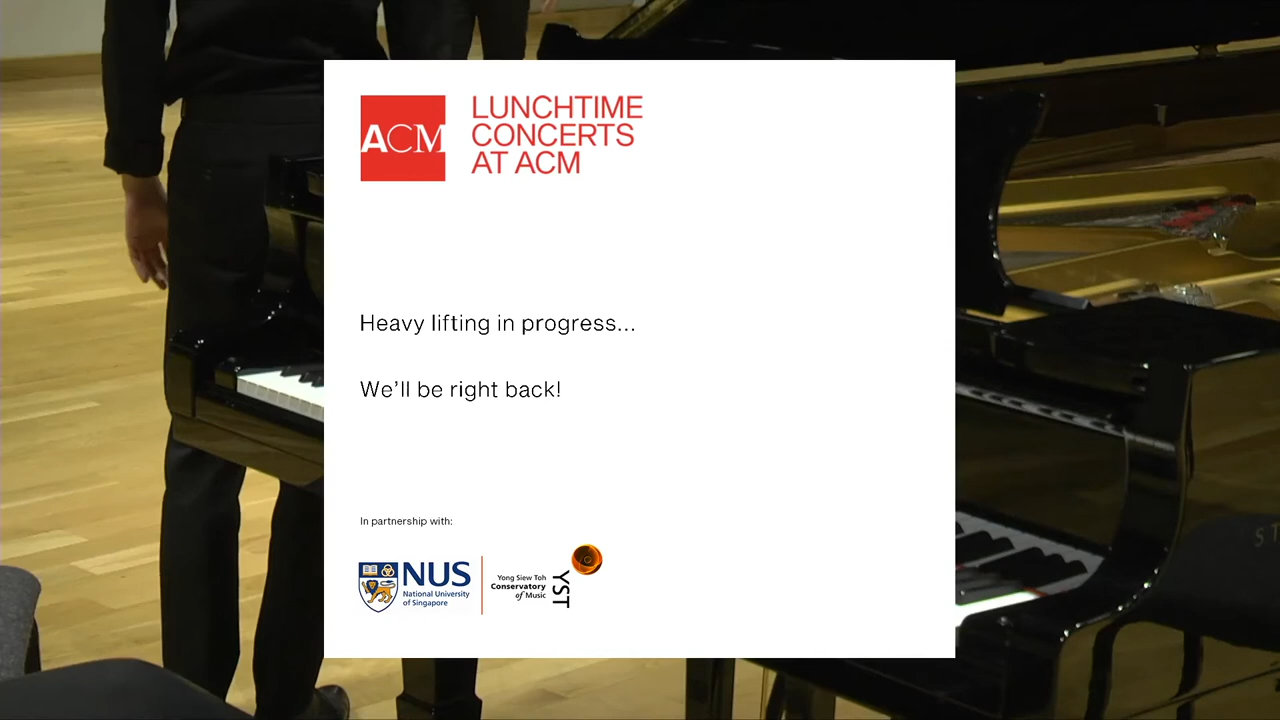 ACM
LUNCHTIME
CONCERTS
AT ACM
Heavy lifting in progress...
We'll be right back!
In partnership with:
NUS
National University
of Singapore
Yong Siew Toh
Conservatory
of Music
YST